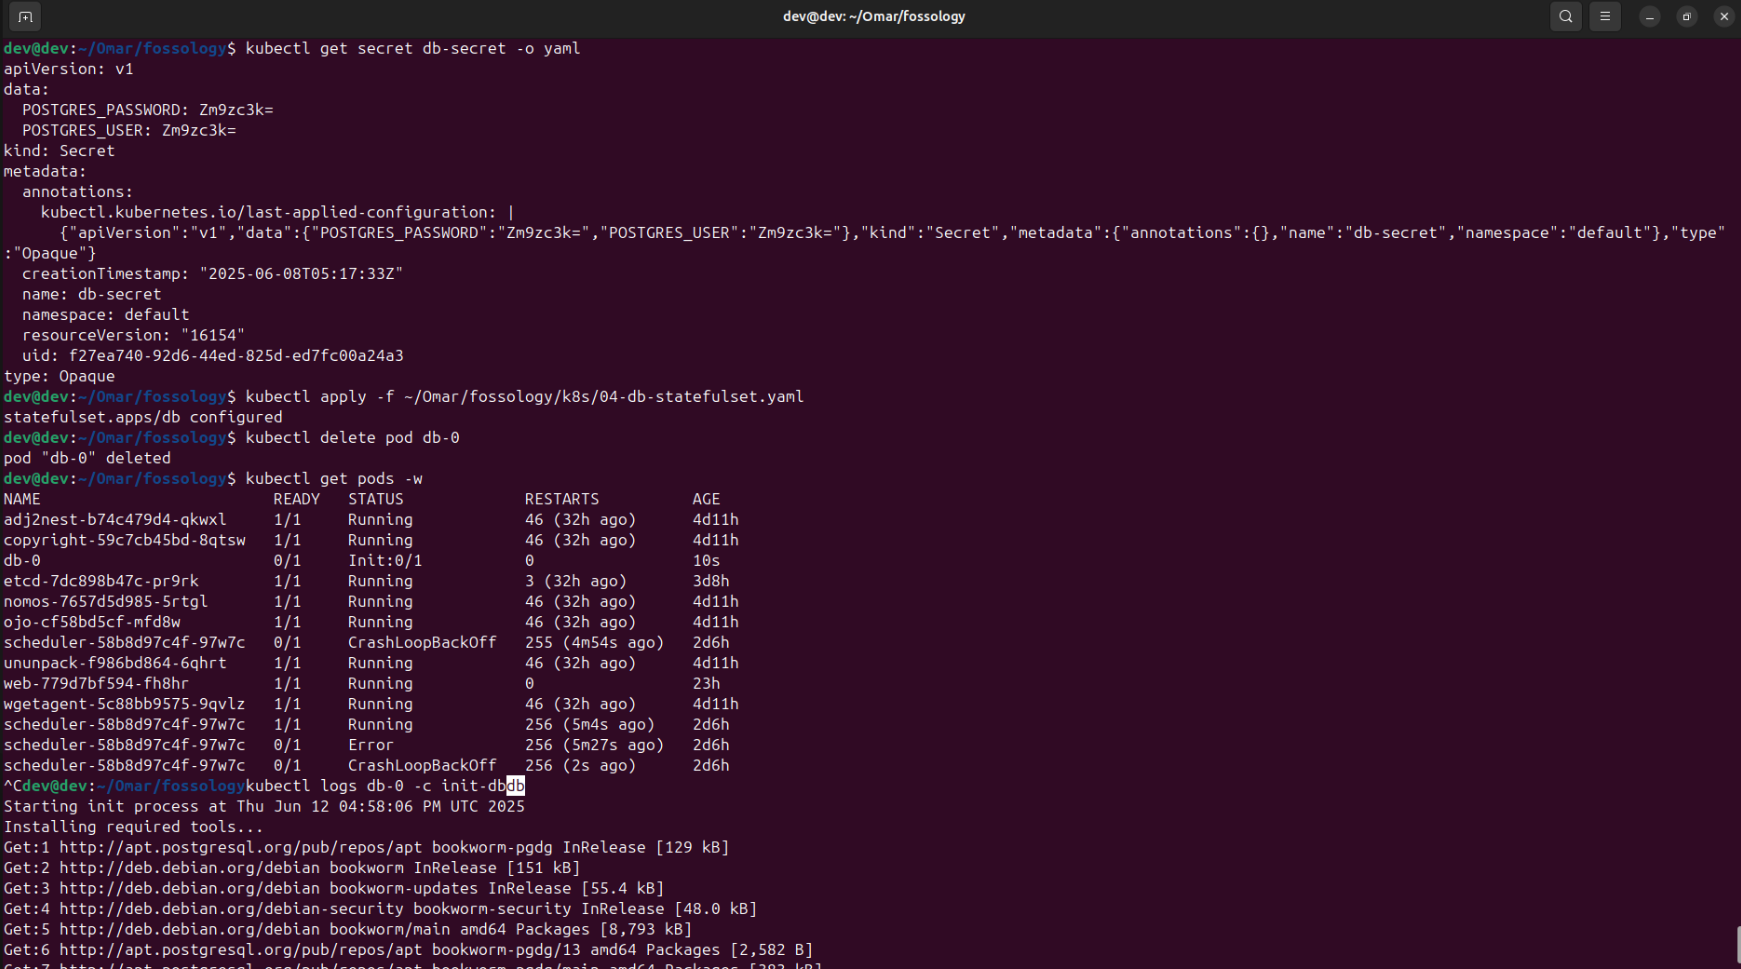 dev@dev: ~/Omar/fossology
dev@dev:~/Omar/fossology$ kubectl get secret db-secret -o yaml
apiVersion: v1
data:
  POSTGRES_PASSWORD: Zm9zc3k=
  POSTGRES_USER: Zm9zc3k=
kind: Secret
metadata:
  annotations:
    kubectl.kubernetes.io/last-applied-configuration: |
      {"apiVersion":"v1","data":{"POSTGRES_PASSWORD":"Zm9zc3k=","POSTGRES_USER":"Zm9zc3k="},"kind":"Secret","metadata":{"annotations":{},"name":"db-secret","namespace":"default"},"type"
:"Opaque"}
  creationTimestamp: "2025-06-08T05:17:33Z"
  name: db-secret
  namespace: default
  resourceVersion: "16154"
  uid: f27ea740-92d6-44ed-825d-ed7fc00a24a3
type: Opaque
dev@dev:~/Omar/fossology$ kubectl apply -f ~/Omar/fossology/k8s/04-db-statefulset.yaml
statefulset.apps/db configured
dev@dev:~/Omar/fossology$ kubectl delete pod db-0
pod "db-0" deleted
dev@dev:~/Omar/fossology$ kubectl get pods -w
NAME                         READY   STATUS             RESTARTS          AGE
adj2nest-b74c479d4-qkwxl     1/1     Running            46 (32h ago)      4d11h
copyright-59c7cb45bd-8qtsw   1/1     Running            46 (32h ago)      4d11h
db-0                         0/1     Init:0/1           0                 10s
etcd-7dc898b47c-pr9rk        1/1     Running            3 (32h ago)       3d8h
nomos-7657d5d985-5rtgl       1/1     Running            46 (32h ago)      4d11h
ojo-cf58bd5cf-mfd8w          1/1     Running            46 (32h ago)      4d11h
scheduler-58b8d97c4f-97w7c   0/1     CrashLoopBackOff   255 (4m54s ago)   2d6h
ununpack-f986bd864-6qhrt     1/1     Running            46 (32h ago)      4d11h
web-779d7bf594-fh8hr         1/1     Running            0                 23h
wgetagent-5c88bb9575-9qvlz   1/1     Running            46 (32h ago)      4d11h
scheduler-58b8d97c4f-97w7c   1/1     Running            256 (5m4s ago)    2d6h
scheduler-58b8d97c4f-97w7c   0/1     Error              256 (5m27s ago)   2d6h
scheduler-58b8d97c4f-97w7c   0/1     CrashLoopBackOff   256 (2s ago)      2d6h
^Cdev@dev:~/Omar/fossologykubectl logs db-0 -c init-dbdb
Starting init process at Thu Jun 12 04:58:06 PM UTC 2025
Installing required tools...
Get:1 http://apt.postgresql.org/pub/repos/apt bookworm-pgdg InRelease [129 kB]
Get:2 http://deb.debian.org/debian bookworm InRelease [151 kB]
Get:3 http://deb.debian.org/debian bookworm-updates InRelease [55.4 kB]
Get:4 http://deb.debian.org/debian-security bookworm-security InRelease [48.0 kB]
Get:5 http://deb.debian.org/debian bookworm/main amd64 Packages [8,793 kB]
Get:6 http://apt.postgresql.org/pub/repos/apt bookworm-pgdg/13 amd64 Packages [2,582 B]
Get:7 http://apt.postgresql.org/pub/repos/apt bookworm-pgdg/main amd64 Packages [383 kB]